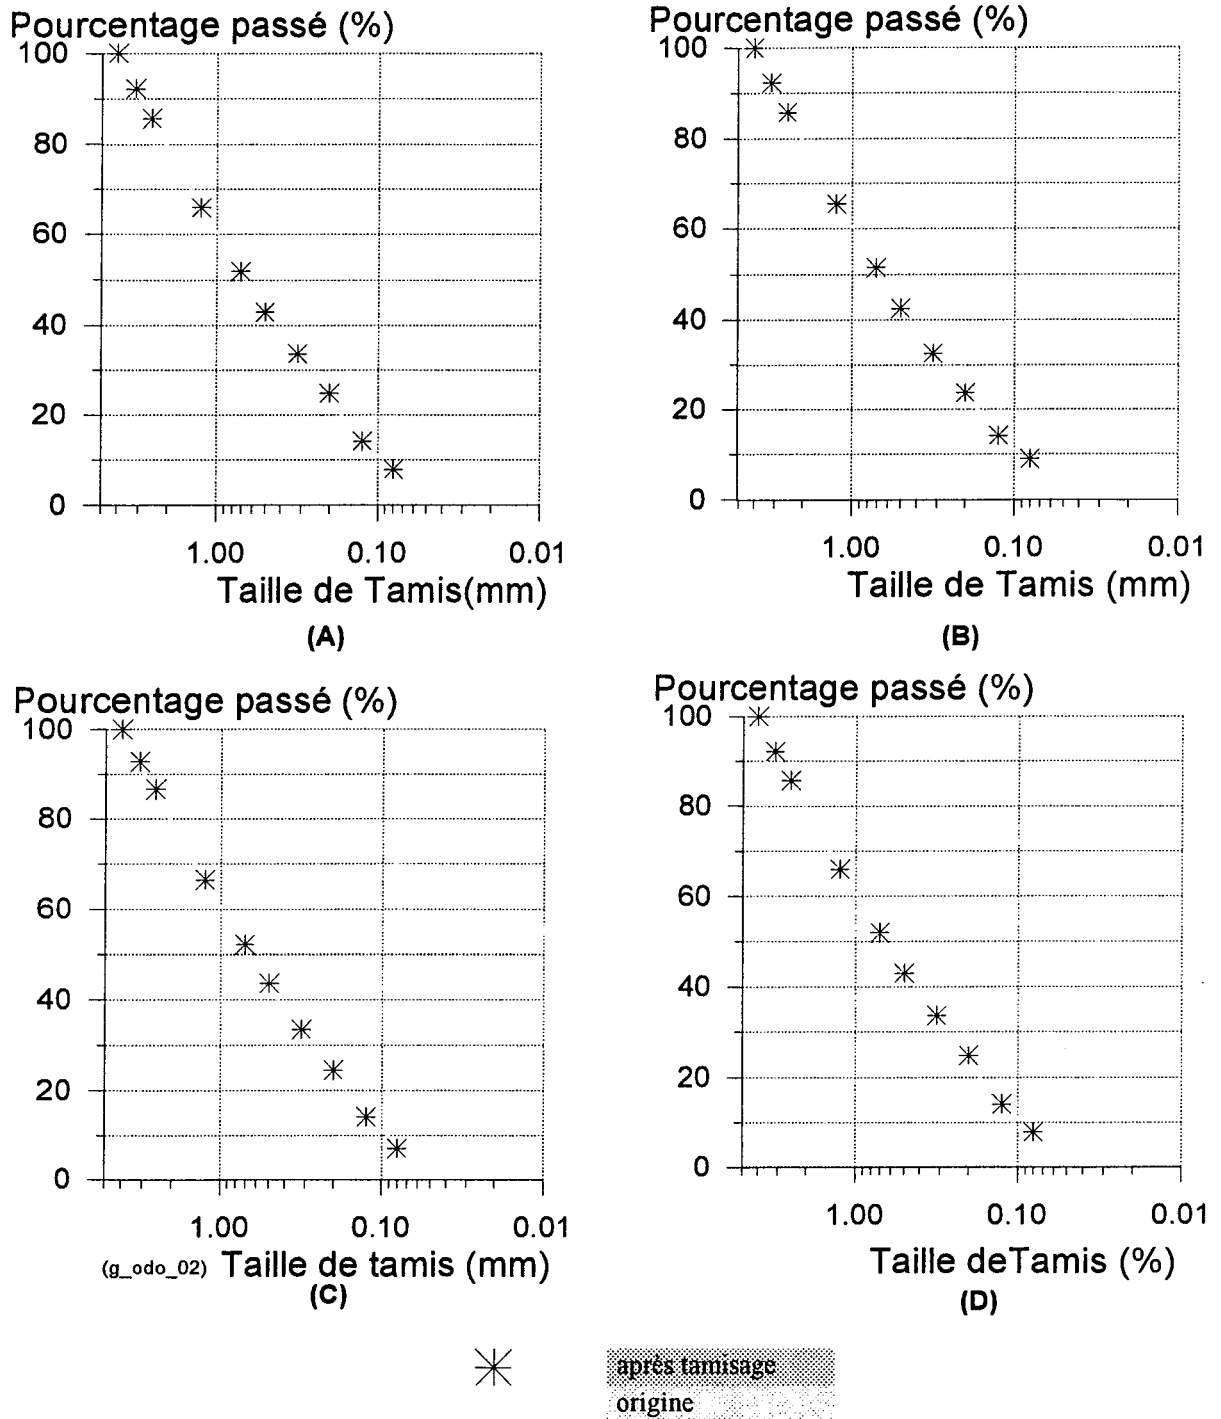 Pourcentage passé (%)
100
80
60
40
20
0
1.00 0.10 0.01
Taille de Tamis(mm)
(A)
Pourcentage passé (%)
100
80
60
40
20
0
1.00 0.10 0.01
Taille de Tamis (mm)
(B)
Pourcentage passé (%)
100
80
60
40
20
0
1.00 0.10 0.01
(g_odo_02) Taille de tamis (mm)
(C)
Pourcentage passé (%)
100
80
60
40
20
0
1.00 0.10 0.01
Taille deTamis (%)
(D)
après tamisage
origine